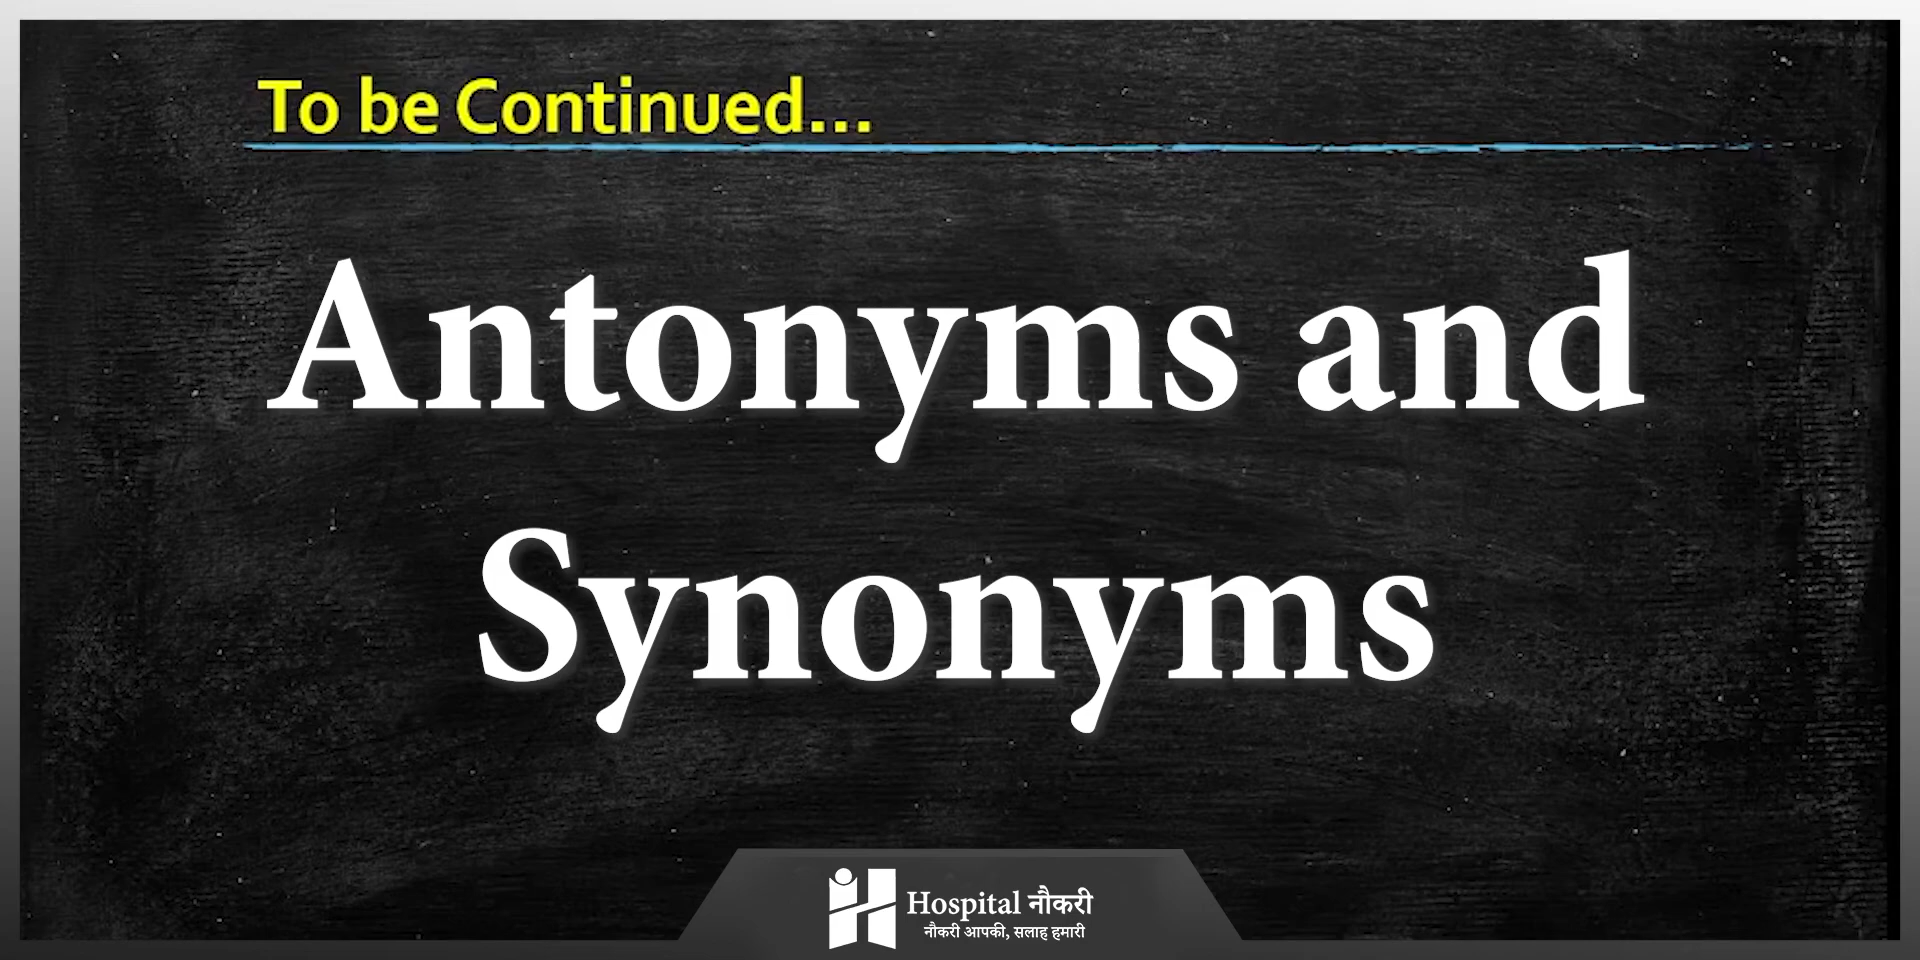 To be Continued...
Antonyms and
Synonyms
Hospital नौकरी
नौकरी आपकी, सलाह हमारी